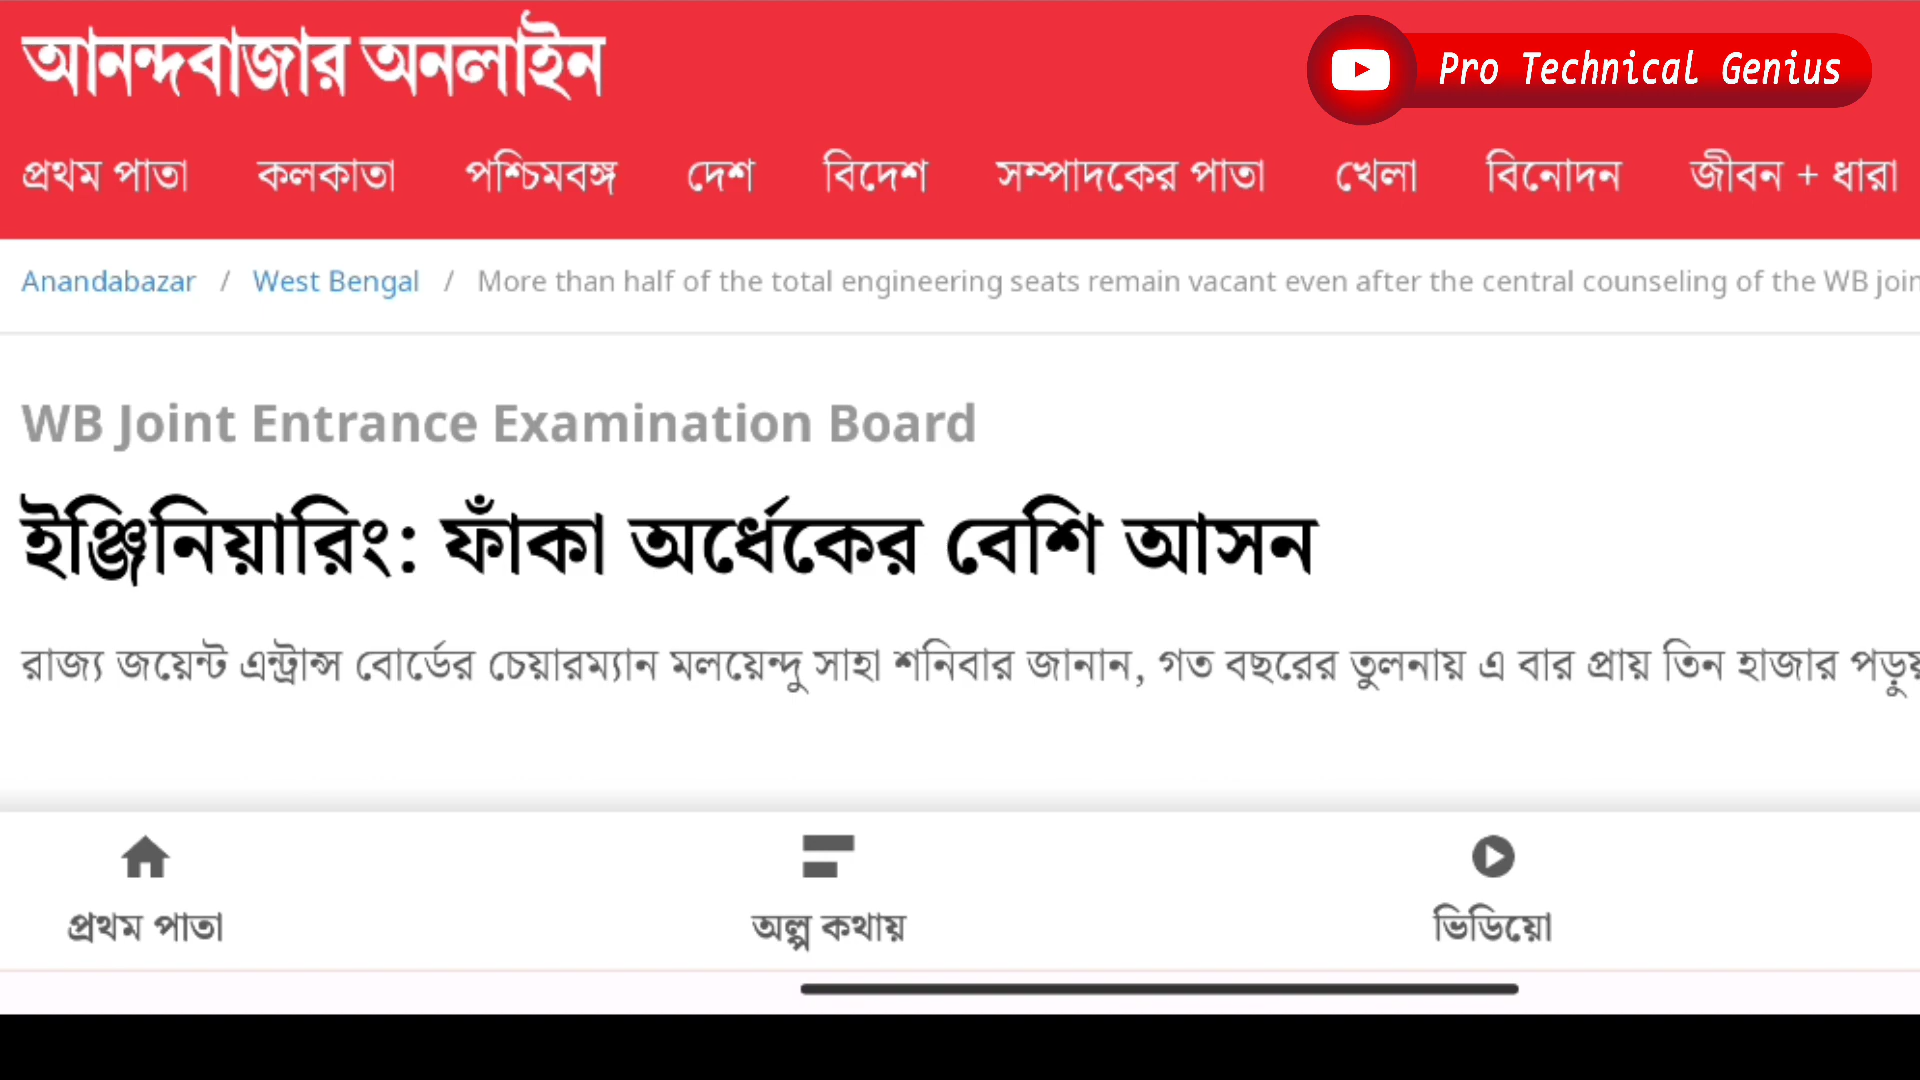 আনন্দবাজার অনলাইন
Pro Technical Genius
প্রথম পাতা কলকাতা পশ্চিমবঙ্গ দেশ বিদেশ সম্পাদকের পাতা খেলা বিনোদন জীবন + ধারা
Anandabazar / West Bengal / More than half of the total engineering seats remain vacant even after the central counseling of the WB
WB Joint Entrance Examination Board
ইঞ্জিনিয়ারিং: ফাঁকা অর্ধেকের বেশি আসন
রাজ্য জয়েন্ট এন্ট্রান্স বোর্ডের চেয়ারম্যান মলয়েন্দু সাহা শনিবার জানান, গত বছরের তুলনায় এ বার প্রায় তিন হাজার
প্রথম পাতা অল্প কথায় ভিডিয়ো